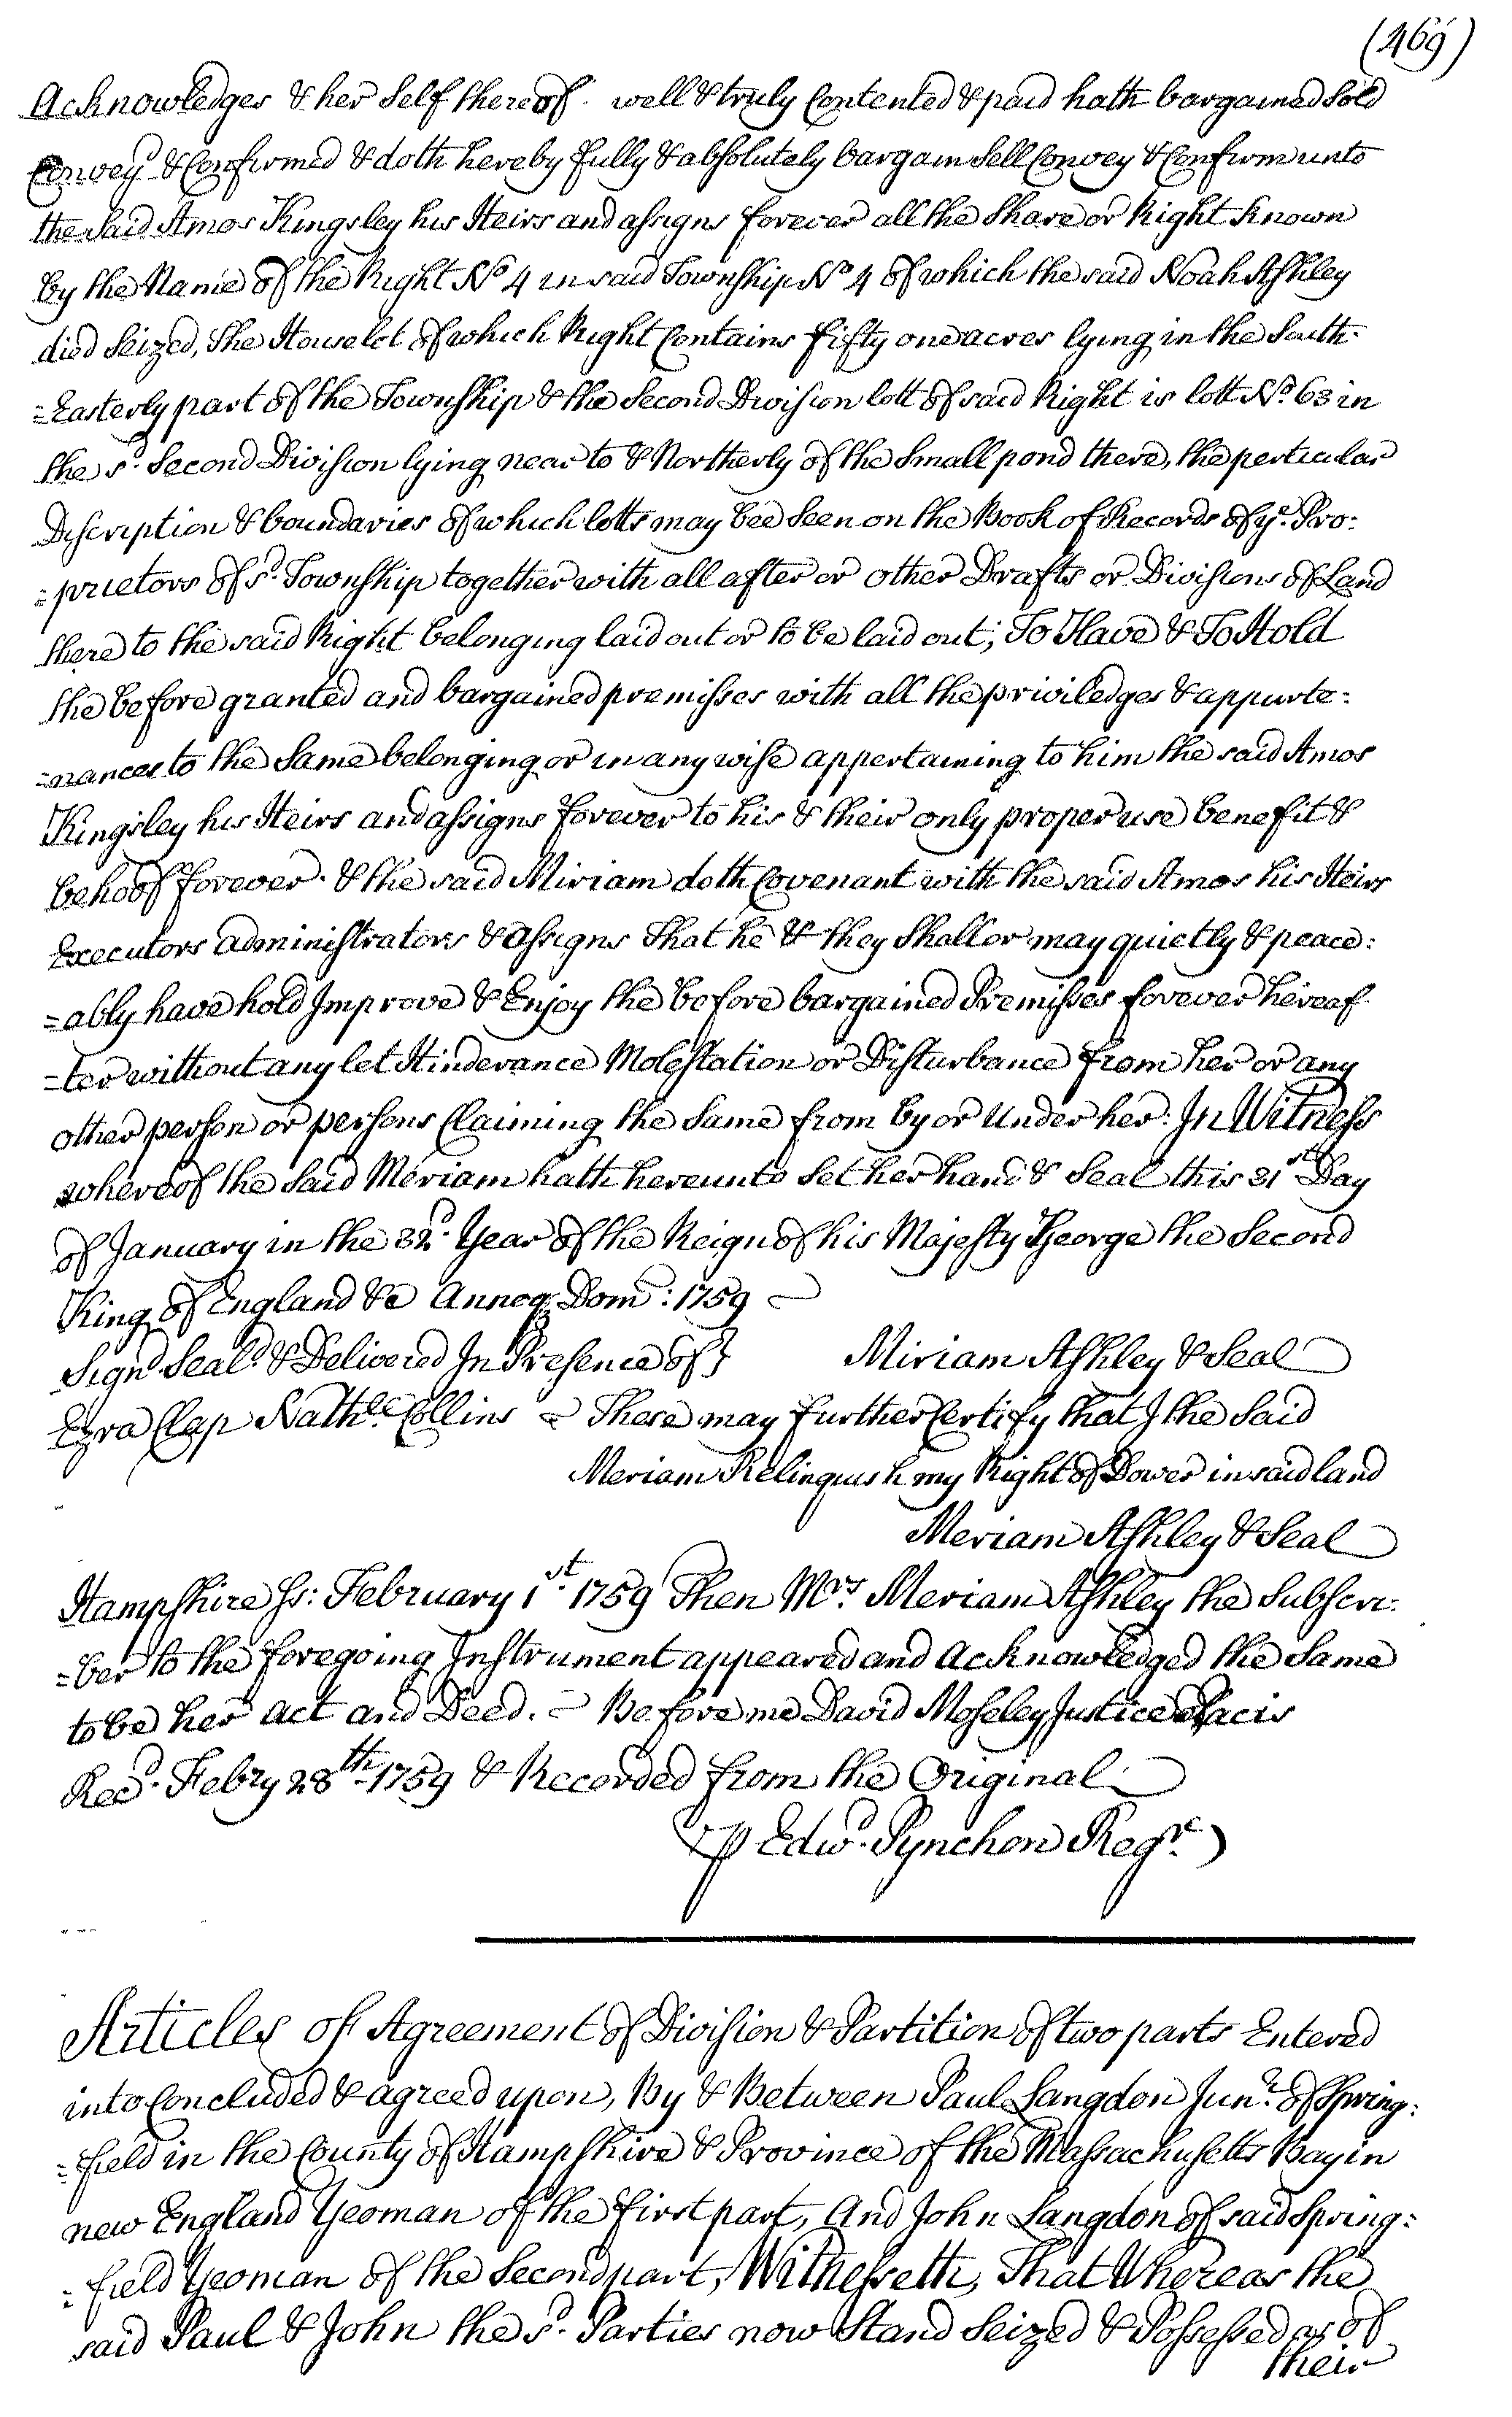 (469)
Acknowledges & her Self thereof well & truly Contented & paid hath bargained Sold
Convey'd & Confirmed & doth hereby fully & absolutely bargain Sell Convey & Confirm unto
the Said Amos Kingsley his Heirs and assigns forever all the Share or Right Known
by the Name of the Right No 4 in said Township No 4 of which the said Noah Ashley
died Seized, the Houselot of which Right Contains fifty one acres lying in the South=
=Easterly part of the Township & the Second Division lott of said Right is lott No. 63 in
the sd. Second Division lying near to & Northerly of the Small pond there, the perticular
Discription & boundaries of which lotts may bee Seen on the Book of Records of ye. Pro=
=prietors of sd. Township together with all after or other Drafts or Divisions of Land
there to the said Right belonging laid out or to be laid out; To Have & To Hold
the before granted and bargained premisses with all the priviledges & appurte=
=nances to the Same belonging or in any wise appertaining to him the said Amos
Kingsley his Heirs and assigns forever to his & their only proper use benefit &
behoof forever. & the said Miriam doth Covenant with the said Amos his Heirs
Executors administrators & assigns that he & they Shall or may quietly & peace=
=ably have hold Improve & Enjoy the before bargained Premisses forever hereaf
=ter without any let Hinderance Molestation or Disturbance from her or any
other person or persons Claiming the Same from by or Under her: In Witness
whereof the Said Meriam hath hereunto Set her hand & Seal this 31st Day
of January in the 32d. Year of the Reign of his Majesty George the Second
King of England &c Annoq Dom: 1759
Signd Seald. & Delivered In Presence of }    Miriam Ashley & Seal
Ezra Clap Nathll. Collins = These may further Certify that I the Said
Meriam Relinquish my Right of Dower in said land
Meriam Ashley & Seal
Hampshire Ss: February 1st. 1759 Then Mrs. Meriam Ashley the Subscri=
=ber to the foregoing Instrument appeared and Acknowledged the Same
to be her act and Deed. = Before me David Moseley Justice Pacis
Recd. Febry 28th 1759 & Recorded from the Original
P Edwd. Pynchon Regr.
Articles of Agreement of Division & Partition of two parts Entered
into Concluded & agreed upon, By & Between Paul Langdon Junr. of Spring=
=field in the County of Hampshire & Province of the Massachusetts Bay in
new England Yeoman of the first part, And John Langdon of said Spring=
=field Yeoman of the Second part, Witnesseth, That Whereas the
said Paul & John the sd. Parties now Stand Seized & Possessed as of
their